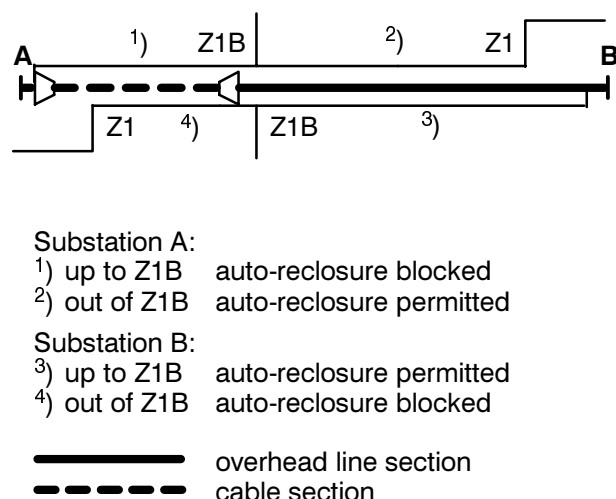 1) Z1B 2) Z1
A B
Z1 4) Z1B 3)
Substation A:
1) up to Z1B auto-reclosure blocked
2) out of Z1B auto-reclosure permitted
Substation B:
3) up to Z1B auto-reclosure permitted
4) out of Z1B auto-reclosure blocked
overhead line section
cable section